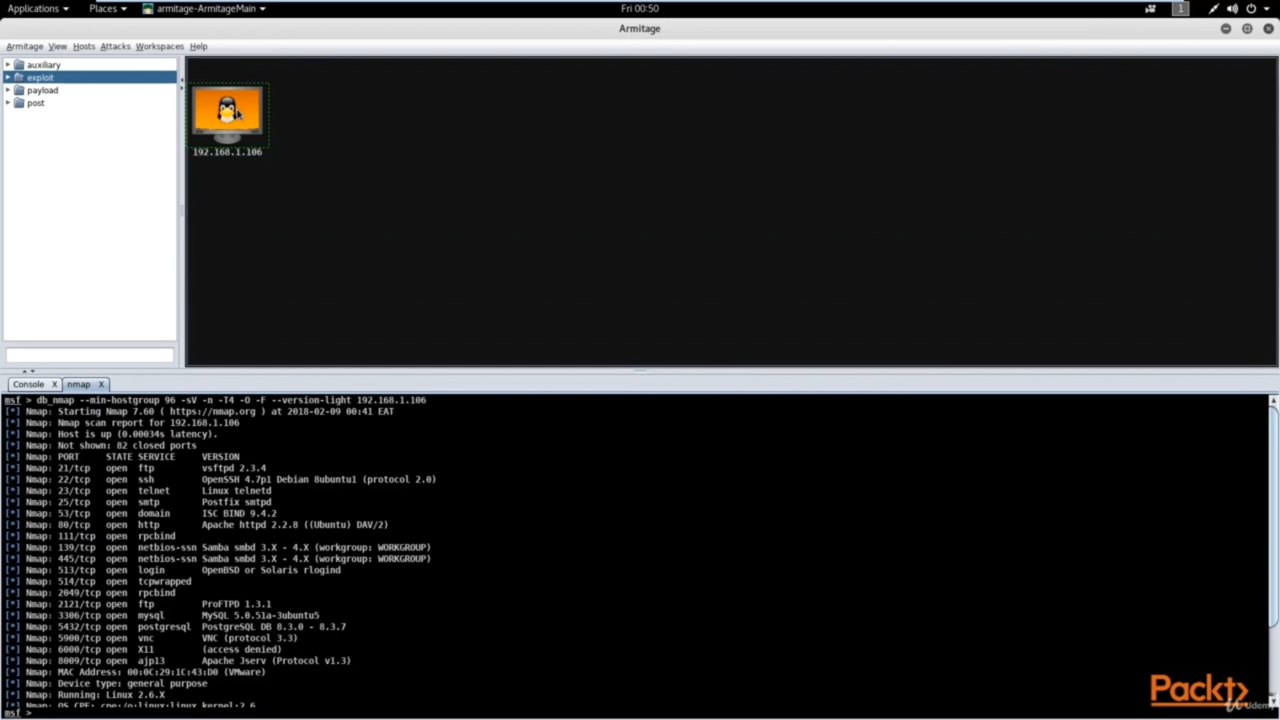 Applications Places armitage-ArmitageMain Fri 00:50 1
Armitage
Armitage View Hosts Attacks Workspaces Help
auxiliary
exploit
payload
post
192.168.1.106
Console X nmap X
msf > db_nmap --min-hostgroup 96 -sV -n -T4 -O -F --version-light 192.168.1.106
[*] Nmap: Starting Nmap 7.60 ( https://nmap.org ) at 2018-02-09 00:41 EAT
[*] Nmap: Nmap scan report for 192.168.1.106
[*] Nmap: Host is up (0.00034s latency).
[*] Nmap: Not shown: 82 closed ports
[*] Nmap: PORT STATE SERVICE VERSION
[*] Nmap: 21/tcp open ftp vsftpd 2.3.4
[*] Nmap: 22/tcp open ssh OpenSSH 4.7p1 Debian 8ubuntu1 (protocol 2.0)
[*] Nmap: 23/tcp open telnet Linux telnetd
[*] Nmap: 25/tcp open smtp Postfix smtpd
[*] Nmap: 53/tcp open domain ISC BIND 9.4.2
[*] Nmap: 80/tcp open http Apache httpd 2.2.8 ((Ubuntu) DAV/2)
[*] Nmap: 111/tcp open rpcbind
[*] Nmap: 139/tcp open netbios-ssn Samba smbd 3.X - 4.X (workgroup: WORKGROUP)
[*] Nmap: 445/tcp open netbios-ssn Samba smbd 3.X - 4.X (workgroup: WORKGROUP)
[*] Nmap: 513/tcp open login OpenBSD or Solaris rlogind
[*] Nmap: 514/tcp open tcpwrapped
[*] Nmap: 2049/tcp open rpcbind
[*] Nmap: 2121/tcp open ftp ProFTPD 1.3.1
[*] Nmap: 3306/tcp open mysql MySQL 5.0.51a-3ubuntu5
[*] Nmap: 5432/tcp open postgresql PostgreSQL DB 8.3.0 - 8.3.7
[*] Nmap: 5900/tcp open vnc VNC (protocol 3.3)
[*] Nmap: 6000/tcp open X11 (access denied)
[*] Nmap: 8009/tcp open ajp13 Apache Jserv (Protocol v1.3)
[*] Nmap: MAC Address: 00:0C:29:1C:43:D0 (VMware)
[*] Nmap: Device type: general purpose
[*] Nmap: Running: Linux 2.6.X
[*] Nmap: OS CPE: cpe:/o:linux:linux_kernel:2.6
msf >
Packt
Udemy